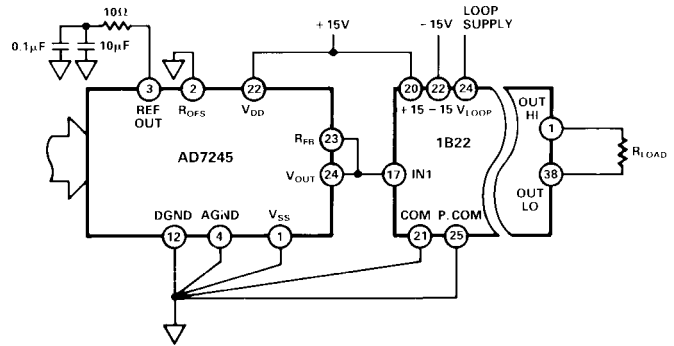 10Ω
0.1μF
10μF
+15V
-15V
LOOP
SUPPLY
3
2
22
20
22
24
REF
OUT
ROFS
VDD
+15
-15
VLOOP
OUT
HI
1
RFB
23
AD7245
1B22
RLOAD
VOUT
24
17
IN1
38
OUT
LO
DGND
AGND
VSS
COM
P.COM
12
4
1
21
25